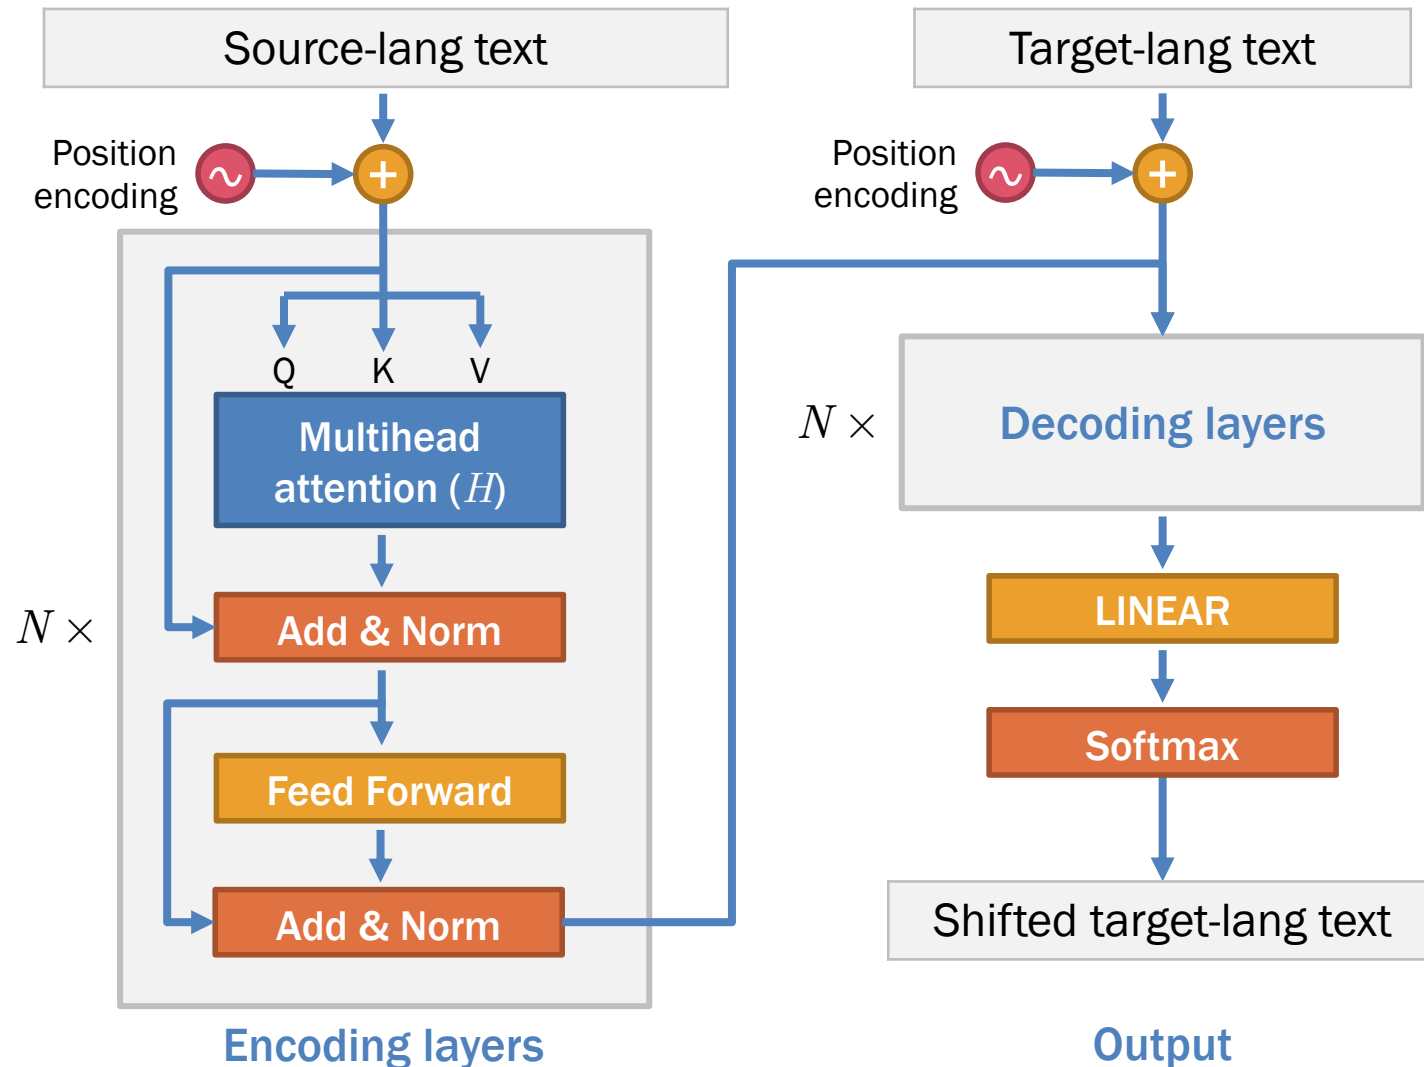 Source-lang text
Position
encoding
+
Q K V
Multihead
attention (H)
Add & Norm
N ×
Feed Forward
Add & Norm
Encoding layers
Target-lang text
Position
encoding
+
N ×
Decoding layers
LINEAR
Softmax
Shifted target-lang text
Output